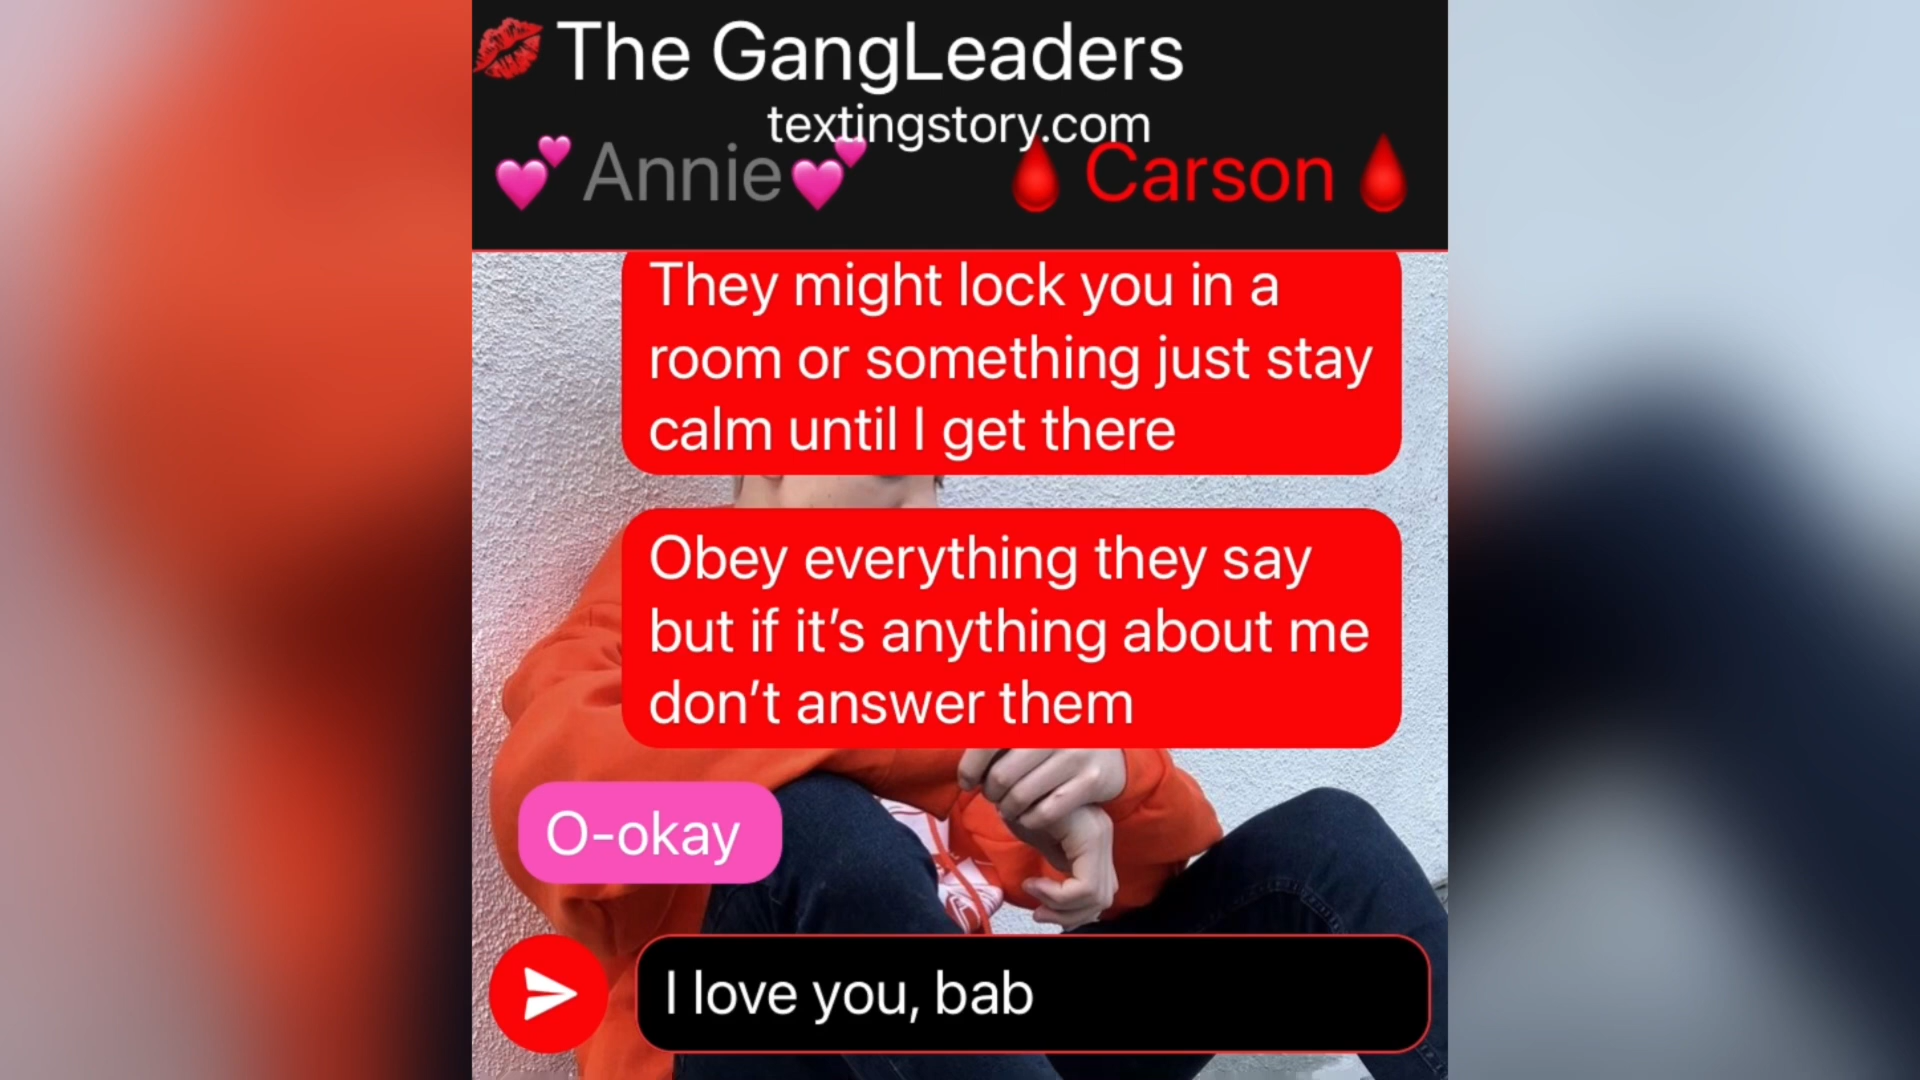 💋The GangLeaders
textingstory.com
💕Annie💕 🩸Carson🩸
They might lock you in a
room or something just stay
calm until I get there
Obey everything they say
but if it’s anything about me
don’t answer them
O-okay
I love you, bab